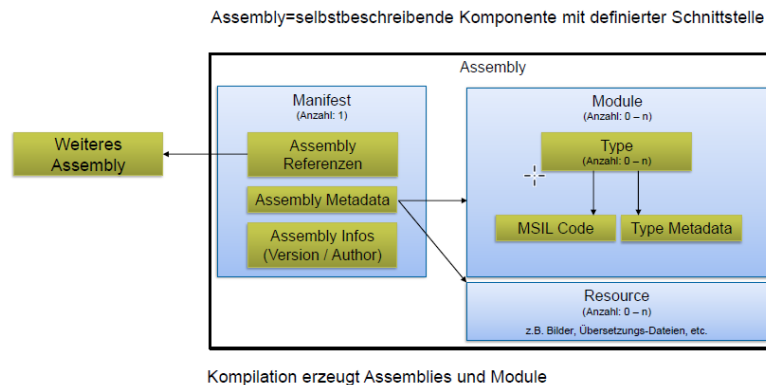 Assembly=selbstbeschreibende Komponente mit definierter Schnittstelle
Assembly
Manifest
(Anzahl: 1)
Assembly
Referenzen
Assembly Metadata
Assembly Infos
(Version / Author)
Weiteres
Assembly
Module
(Anzahl: 0 – n)
Type
(Anzahl: 0 – n)
MSIL Code
Type Metadata
Resource
(Anzahl: 0 – n)
z.B. Bilder, Übersetzungs-Dateien, etc.
Kompilation erzeugt Assemblies und Module